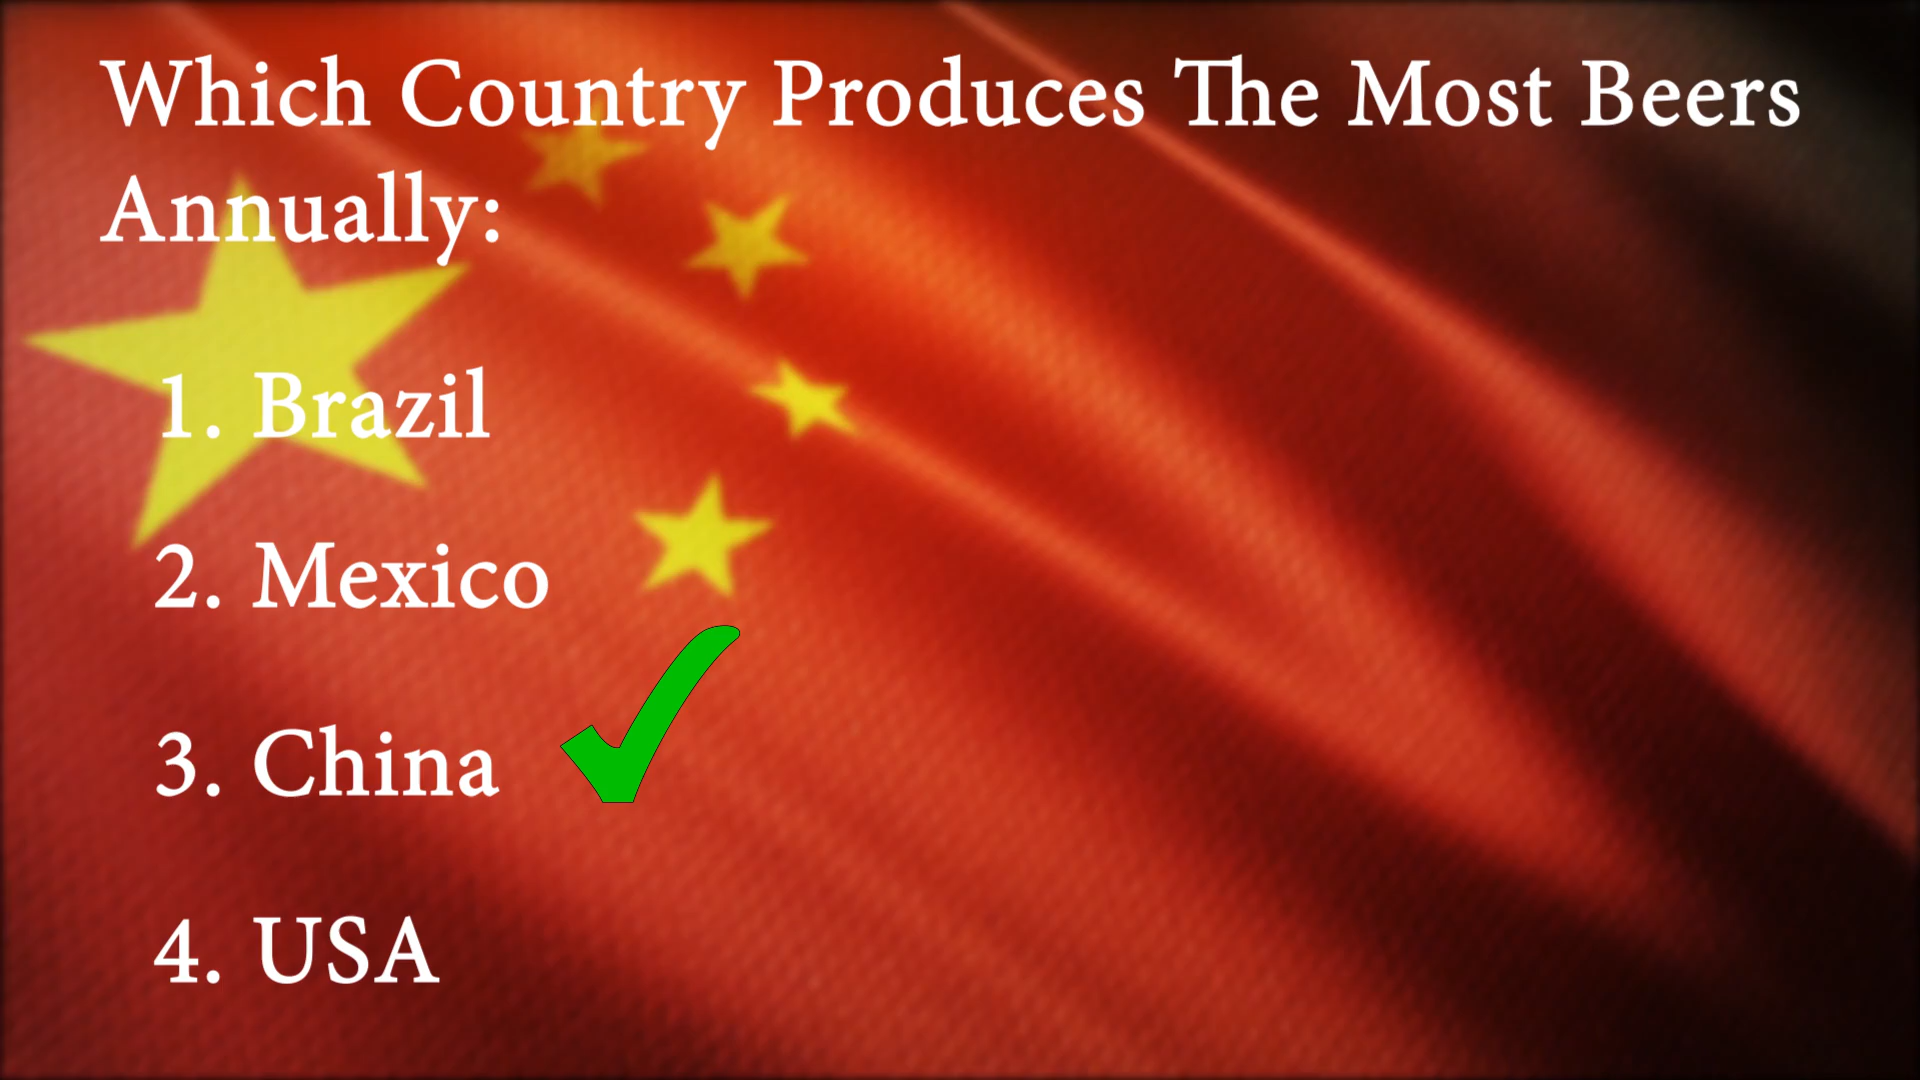 Which Country Produces The Most Beers
Annually:
1. Brazil
2. Mexico
3. China
4. USA